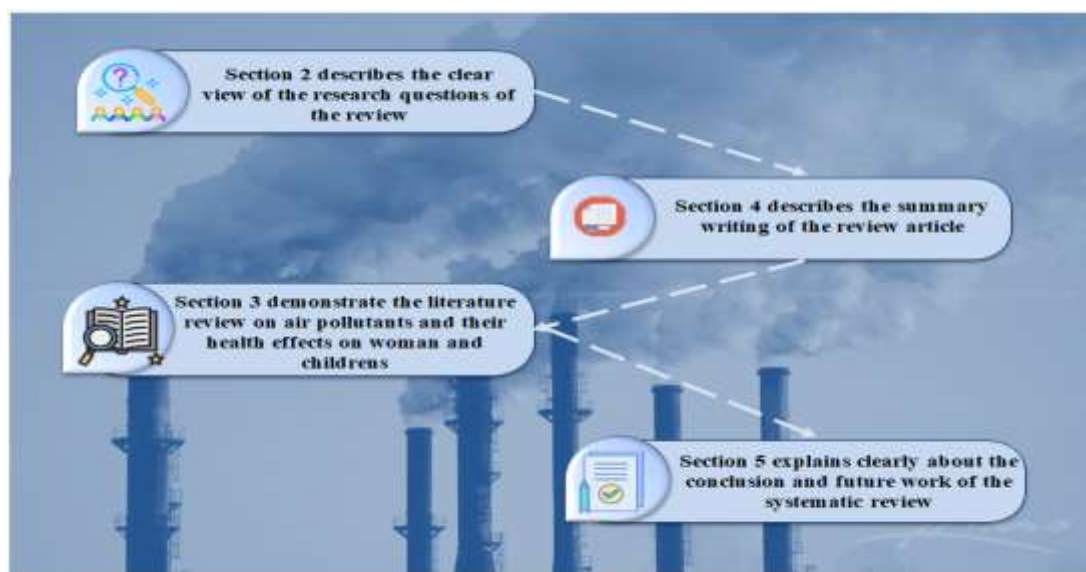 Section 2 describes the clear
view of the research questions of
the review
Section 4 describes the summary
writing of the review article
Section 3 demonstrate the literature
review on air pollutants and their
health effects on woman and
childrens
Section 5 explains clearly about the
conclusion and future work of the
systematic review